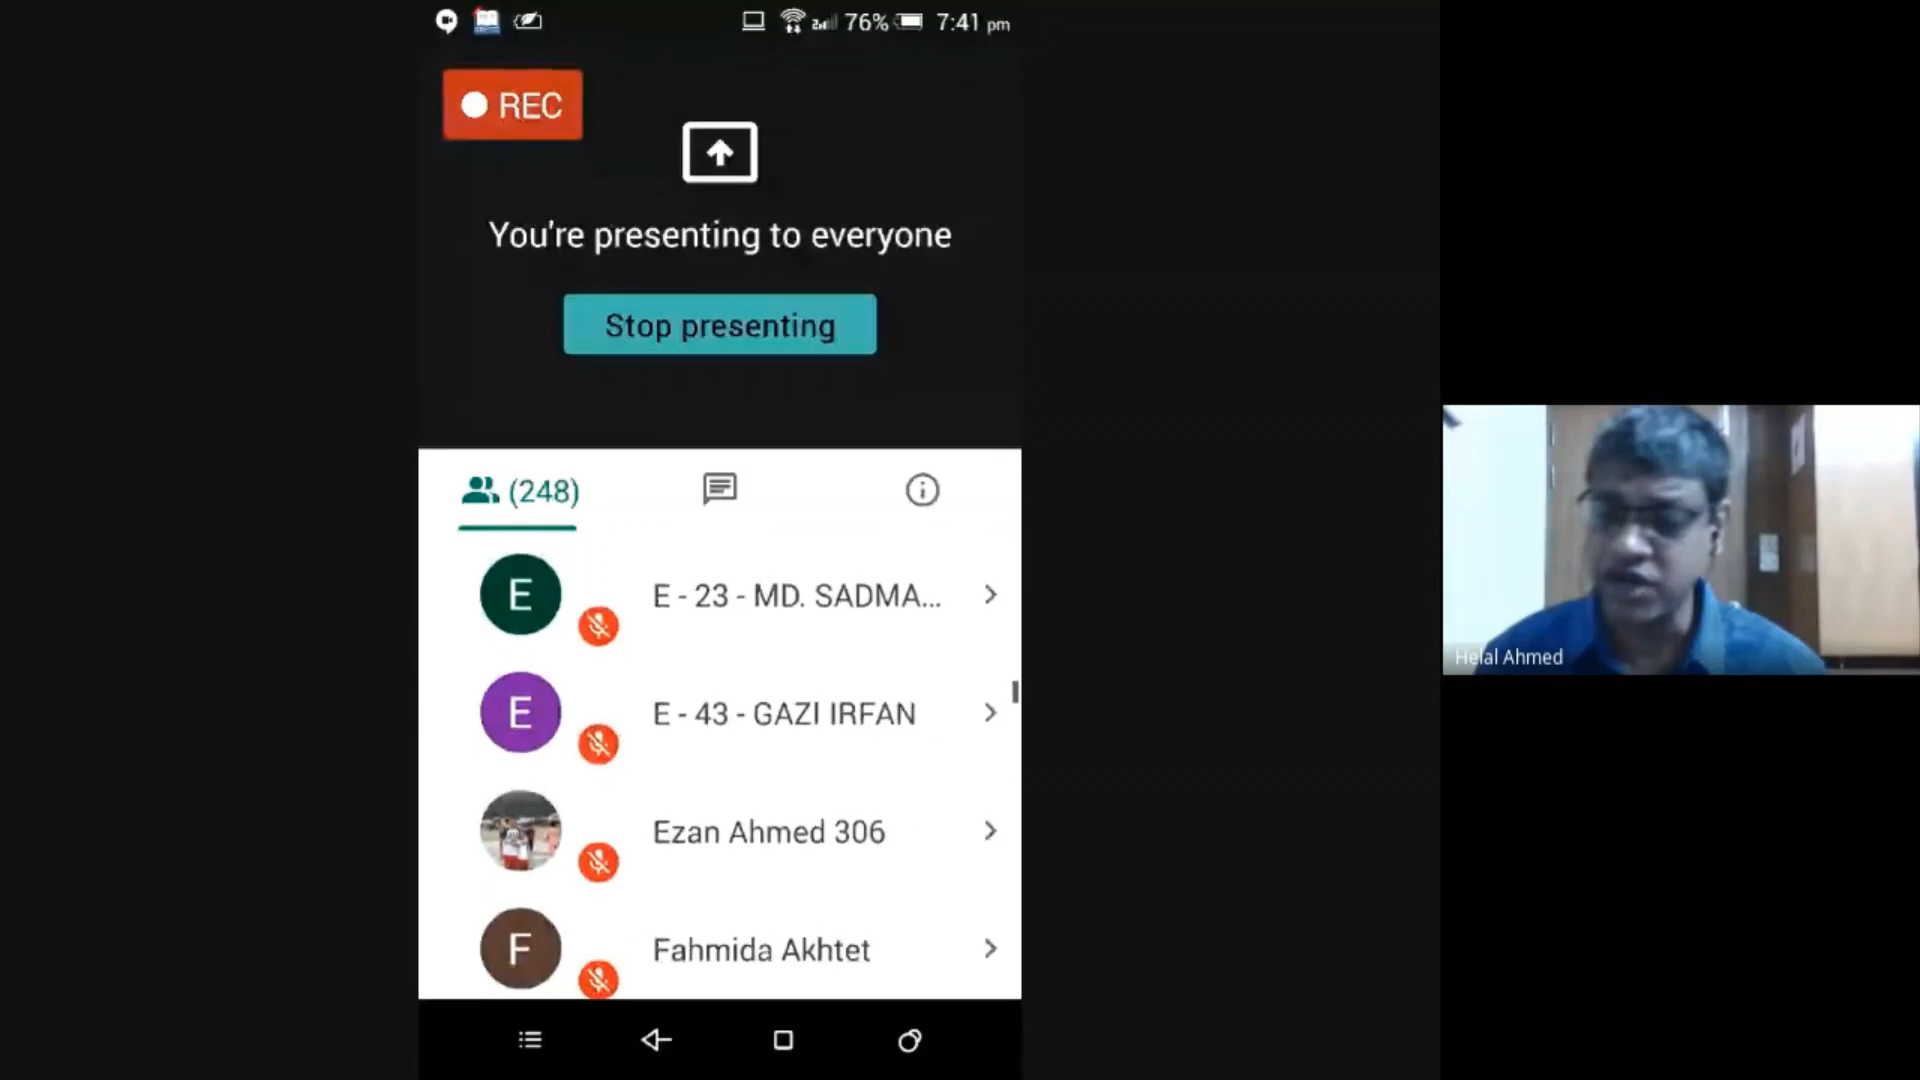 76% 7:41 pm
REC
You're presenting to everyone
Stop presenting
(248)
E
E - 23 - MD. SADMA...
E
E - 43 - GAZI IRFAN
Ezan Ahmed 306
F
Fahmida Akhtet
Helal Ahmed